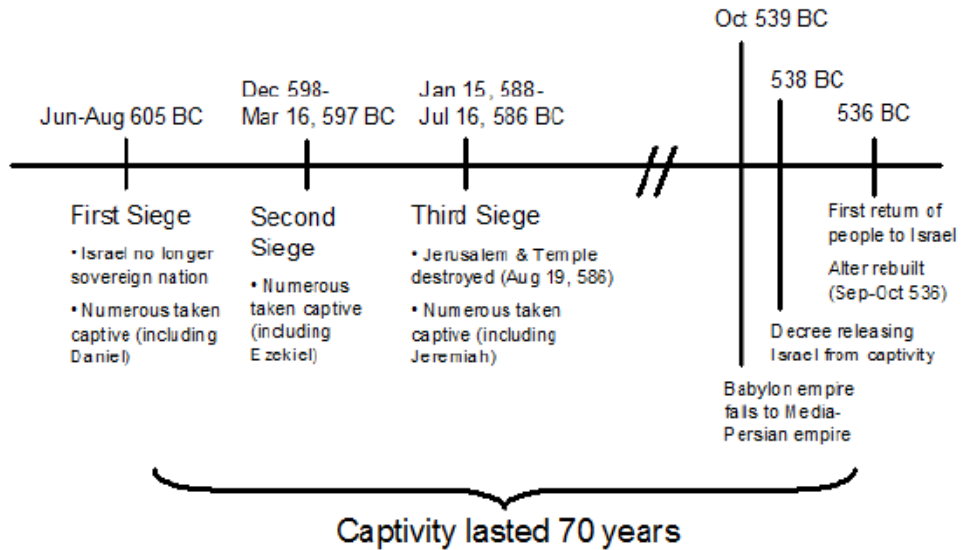 Oct 539 BC
538 BC
536 BC
Dec 598-
Mar 16, 597 BC
Jan 15, 588-
Jul 16, 586 BC
Jun-Aug 605 BC
First Siege
• Israel no longer
sovereign nation
• Numerous taken
captive (including
Daniel)
Second
Siege
• Numerous
taken captive
(including
Ezekiel)
Third Siege
• Jerusalem & Temple
destroyed (Aug 19, 586)
• Numerous taken
captive (including
Jeremiah)
First return of
people to Israel
Alter rebuilt
(Sep-Oct 536)
Decree releasing
Israel from captivity
Babylon empire
falls to Media-
Persian empire
Captivity lasted 70 years